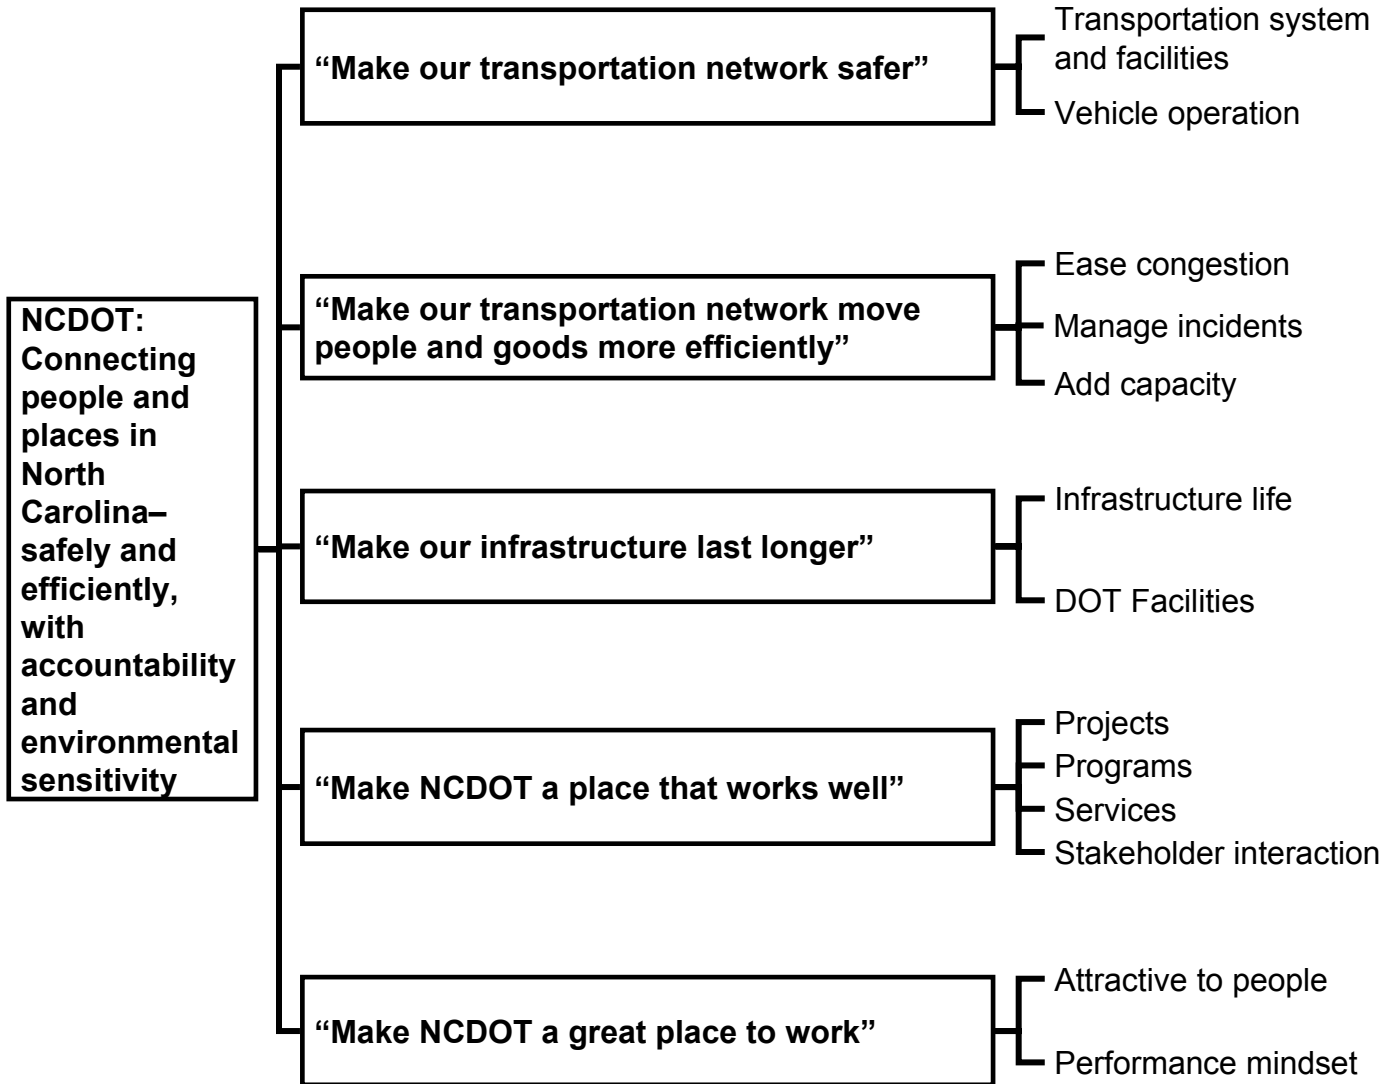 NCDOT:
Connecting
people and
places in
North
Carolina–
safely and
efficiently,
with
accountability
and
environmental
sensitivity
“Make our transportation network safer”
Transportation system
and facilities
Vehicle operation
“Make our transportation network move
people and goods more efficiently”
Ease congestion
Manage incidents
Add capacity
“Make our infrastructure last longer”
Infrastructure life
DOT Facilities
“Make NCDOT a place that works well”
Projects
Programs
Services
Stakeholder interaction
“Make NCDOT a great place to work”
Attractive to people
Performance mindset